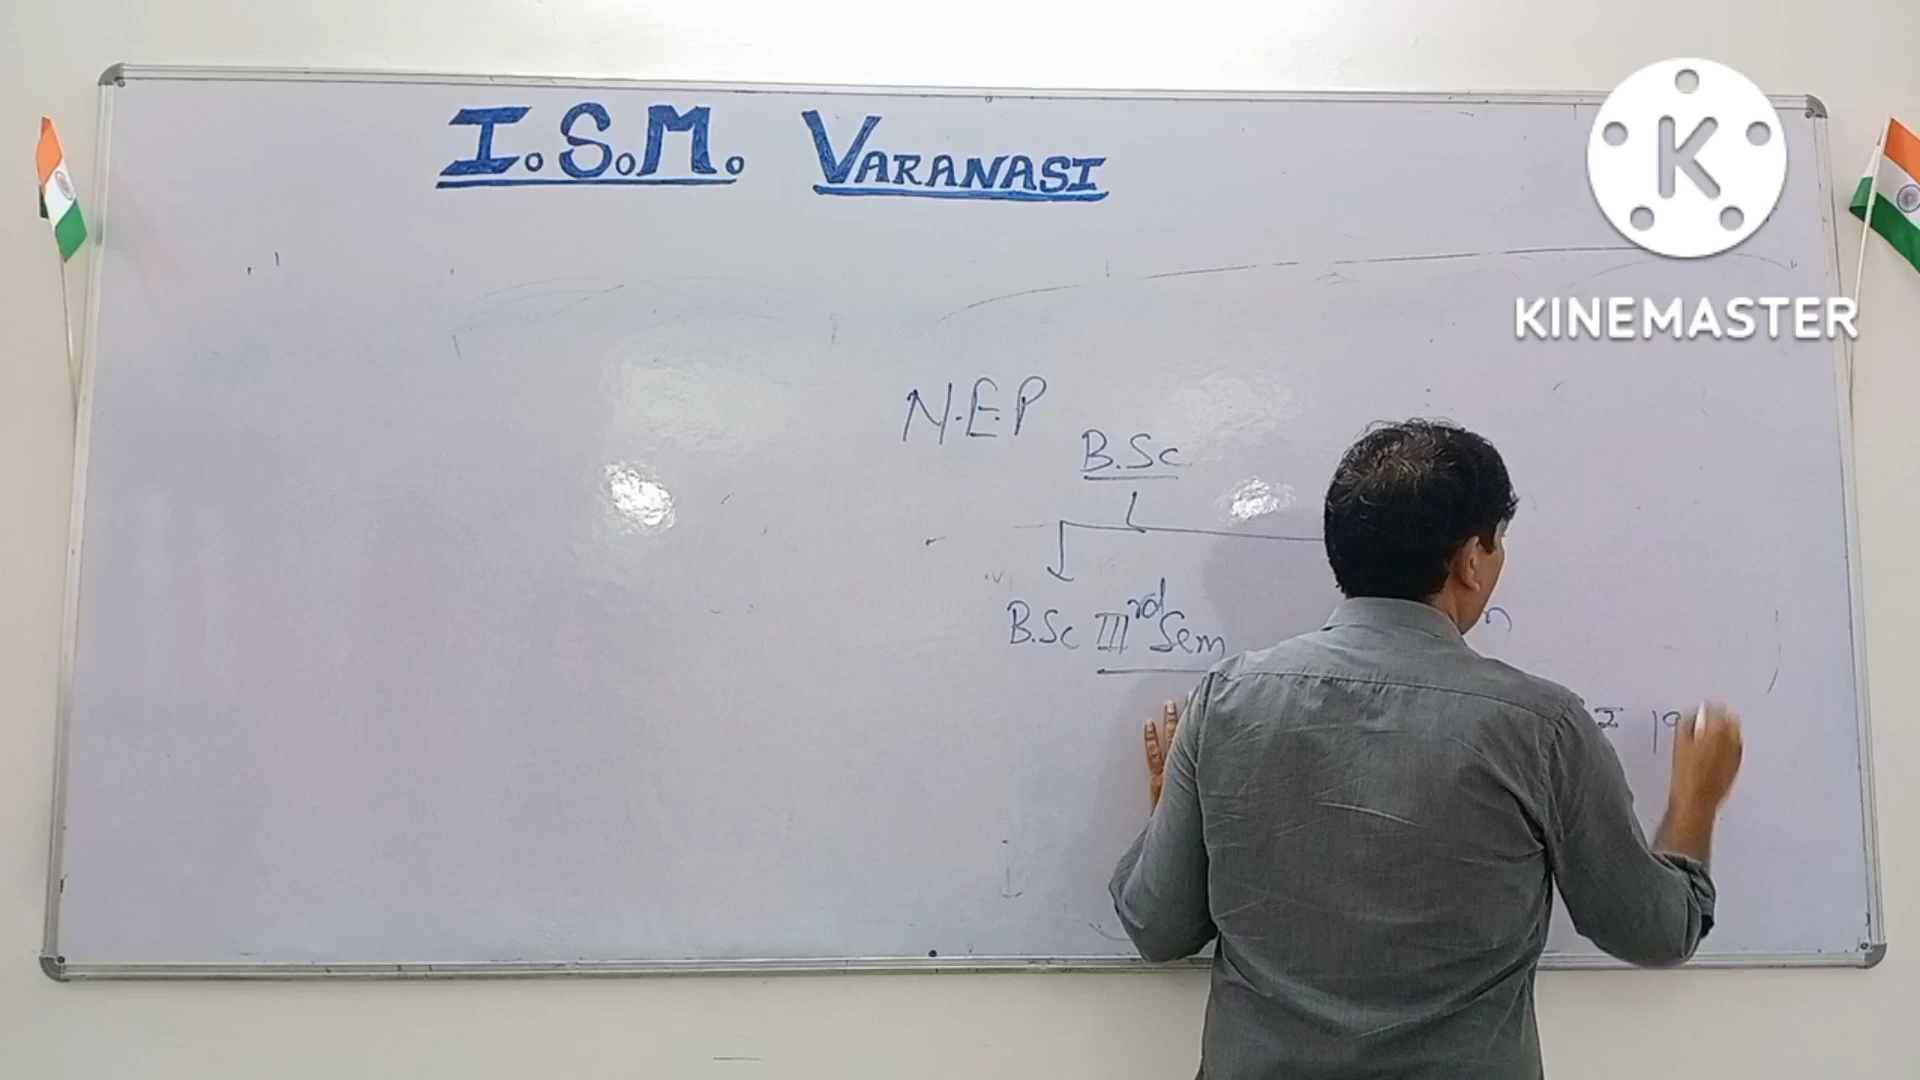 I.S.M. VARANASI
KINEMASTER
N.E.P
B.Sc
B.Sc IIIrd Sem